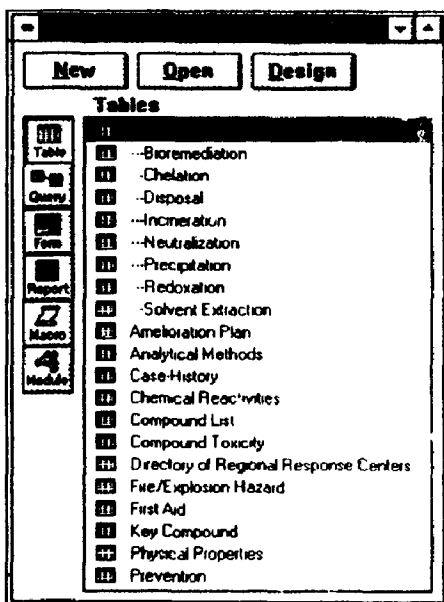 New Open Design
Tables
Table
Query
Form
Report
Macro
Module
--Bioremediation
-Chelation
-Disposal
--Incineration
--Neutralization
--Precipitation
-Redoxation
-Solvent Extraction
Amelioration Plan
Analytical Methods
Case-History
Chemical Reactivities
Compound List
Compound Toxicity
Directory of Regional Response Centers
Fire/Explosion Hazard
First Aid
Key Compound
Physical Properties
Prevention